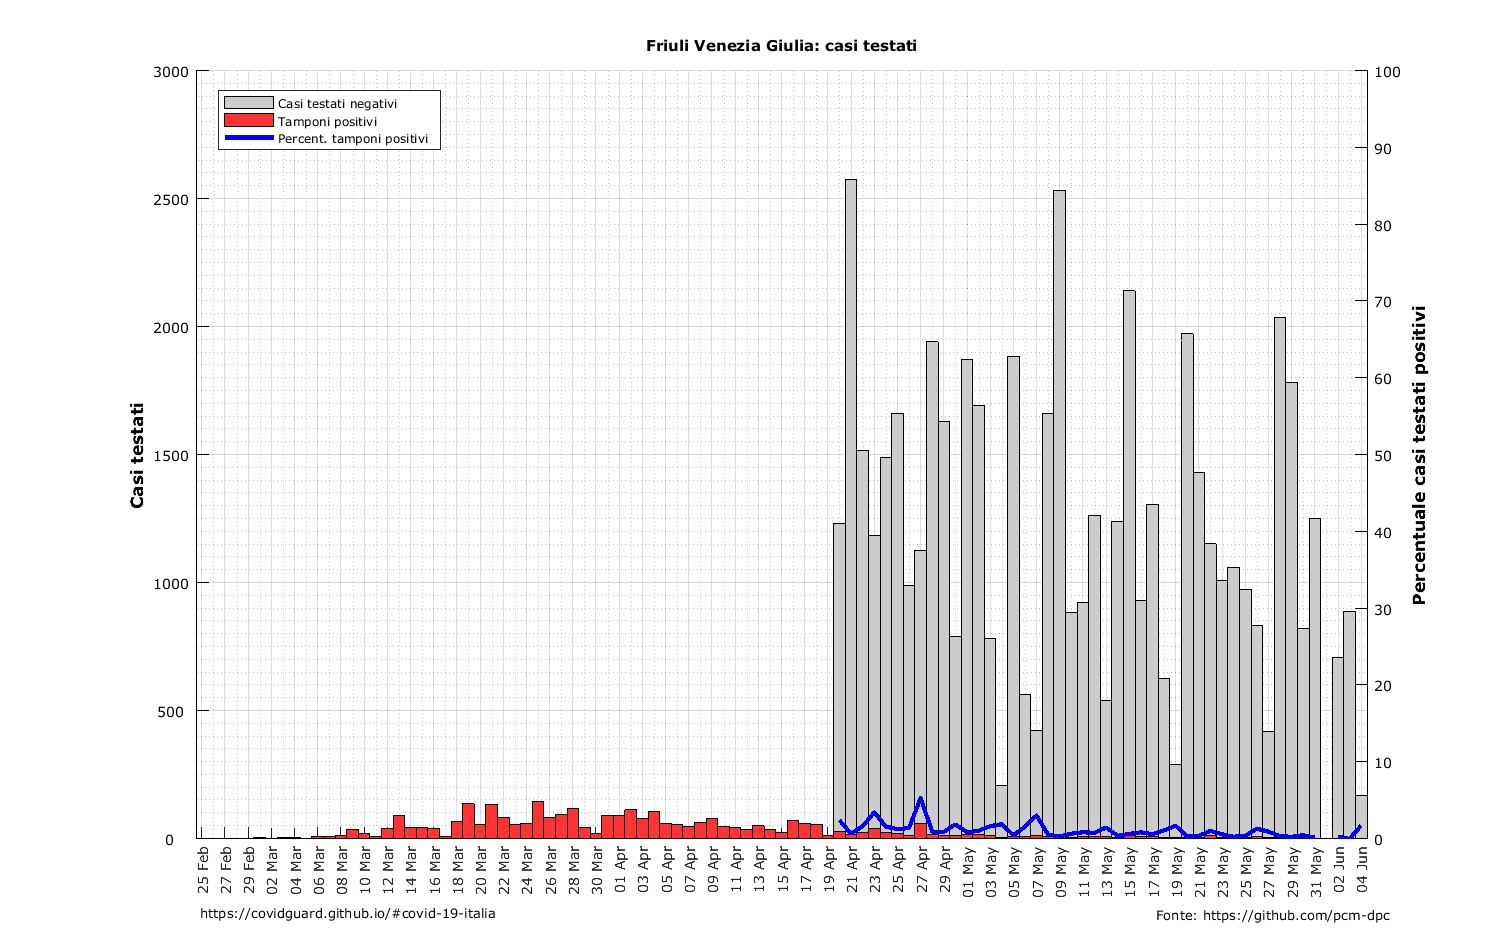 Friuli Venezia Giulia: casi testati
Casi testati negativi
Tamponi positivi
Percent. tamponi positivi
Casi testati
3000
2500
2000
1500
1000
500
0
Percentuale casi testati positivi
100
90
80
70
60
50
40
30
20
10
0
25 Feb
27 Feb
29 Feb
02 Mar
04 Mar
06 Mar
08 Mar
10 Mar
12 Mar
14 Mar
16 Mar
18 Mar
20 Mar
22 Mar
24 Mar
26 Mar
28 Mar
30 Mar
01 Apr
03 Apr
05 Apr
07 Apr
09 Apr
11 Apr
13 Apr
15 Apr
17 Apr
19 Apr
21 Apr
23 Apr
25 Apr
27 Apr
29 Apr
01 May
03 May
05 May
07 May
09 May
11 May
13 May
15 May
17 May
19 May
21 May
23 May
25 May
27 May
29 May
31 May
02 Jun
04 Jun
https://covidguard.github.io/#covid-19-italia
Fonte: https://github.com/pcm-dpc